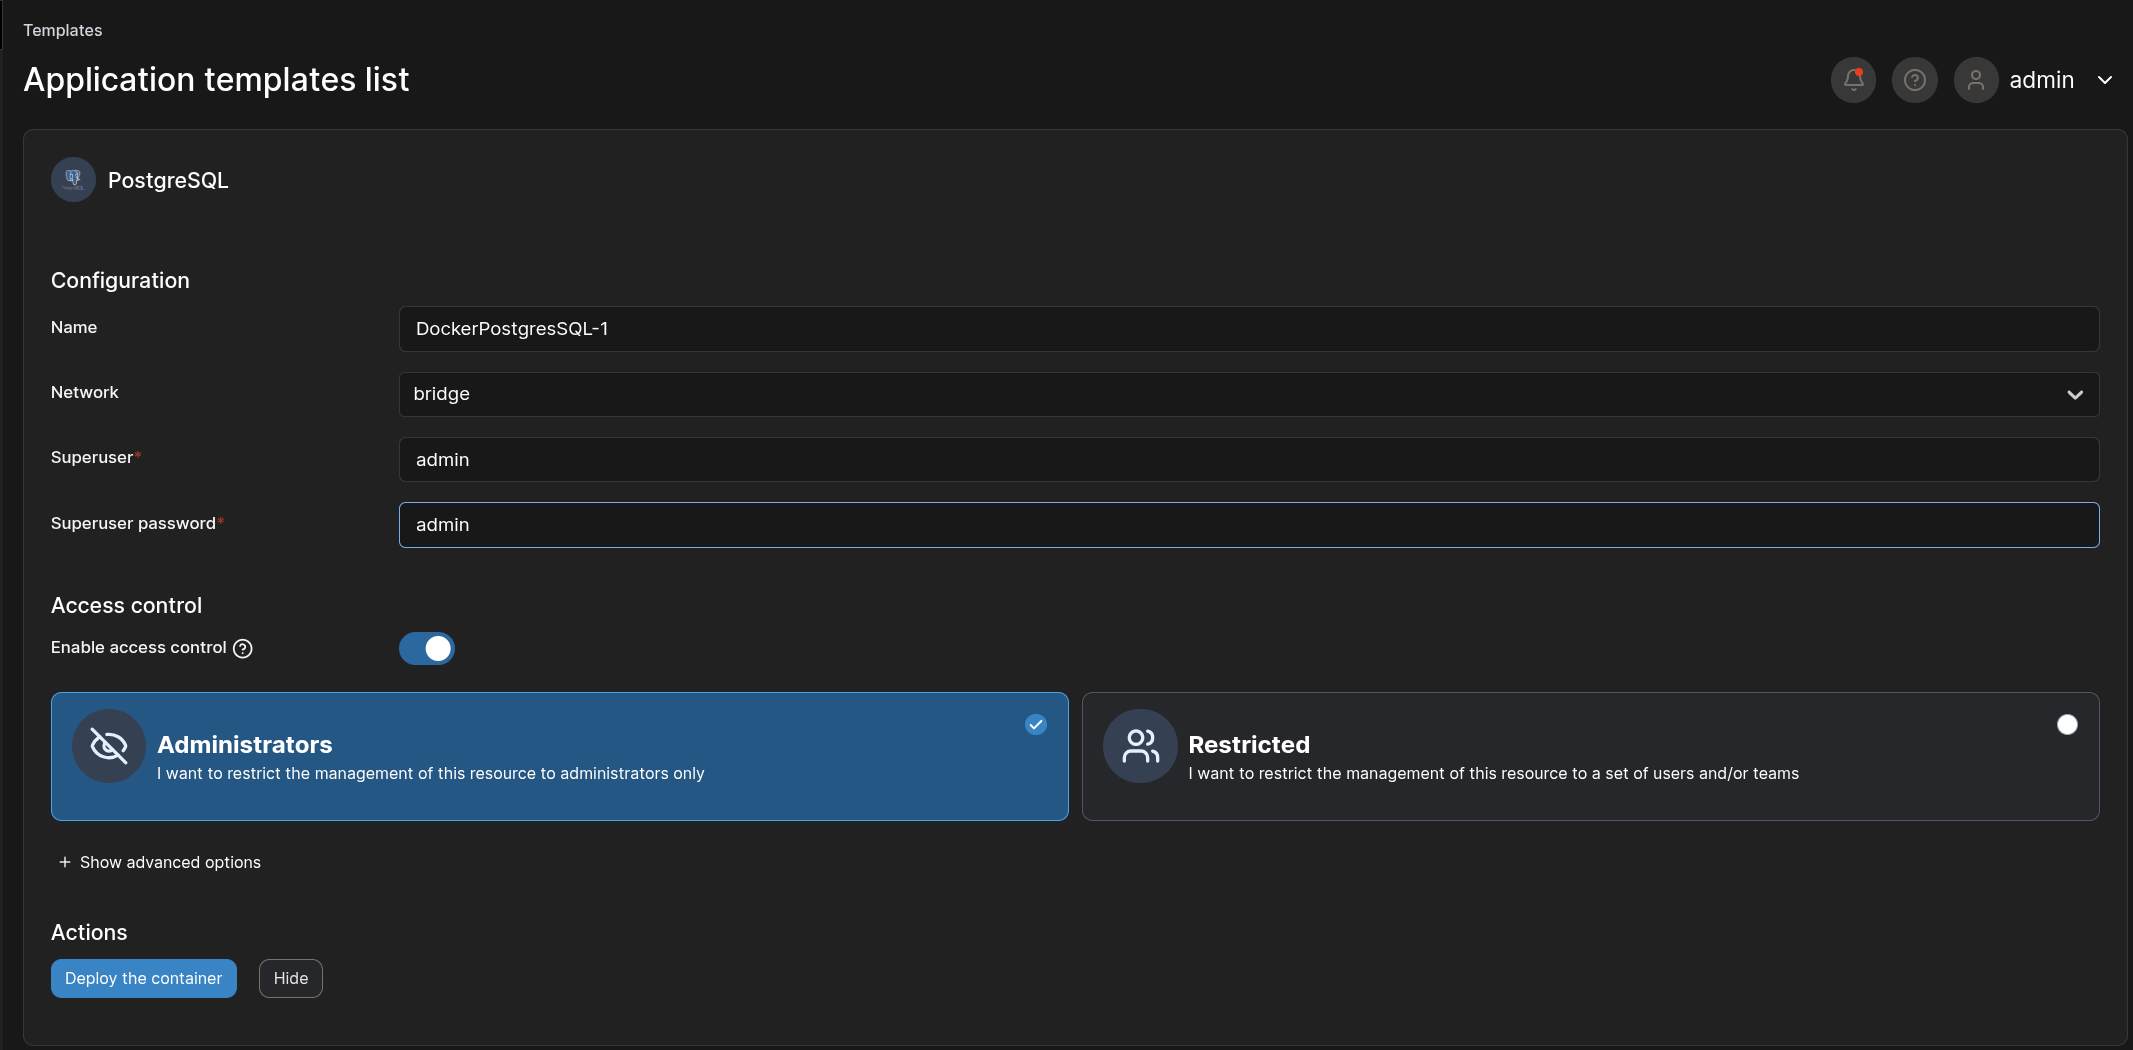 Templates
Application templates list
admin
PostgreSQL
Configuration
Name
DockerPostgresSQL-1
Network
bridge
Superuser*
admin
Superuser password*
admin
Access control
Enable access control
Administrators
I want to restrict the management of this resource to administrators only
Restricted
I want to restrict the management of this resource to a set of users and/or teams
+ Show advanced options
Actions
Deploy the container
Hide